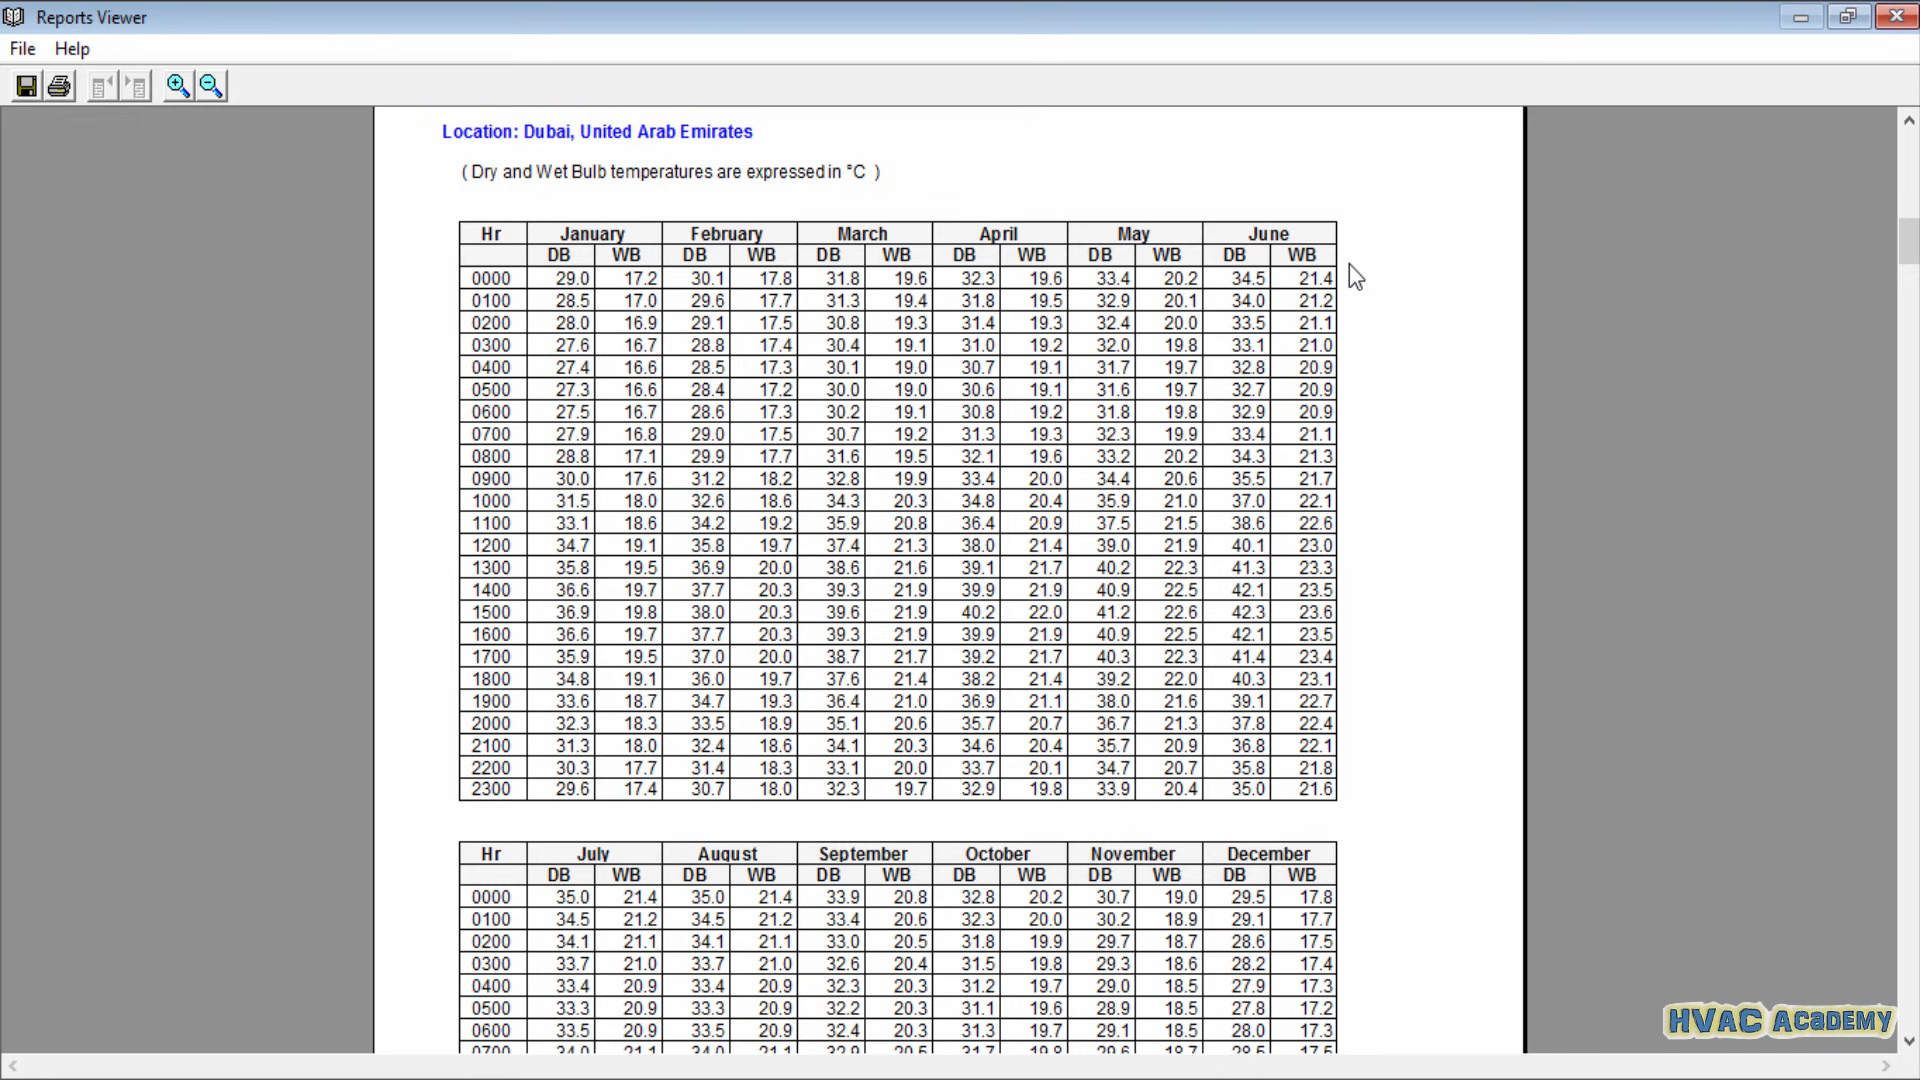 Reports Viewer
File Help
Location: Dubai, United Arab Emirates
( Dry and Wet Bulb temperatures are expressed in °C )
Hr January February March April May June
DB WB DB WB DB WB DB WB DB WB DB WB
0000 29.0 17.2 30.1 17.8 31.8 19.6 32.3 19.6 33.4 20.2 34.5 21.4
0100 28.5 17.0 29.6 17.7 31.3 19.4 31.8 19.5 32.9 20.1 34.0 21.2
0200 28.0 16.9 29.1 17.5 30.8 19.3 31.4 19.3 32.4 20.0 33.5 21.1
0300 27.6 16.7 28.8 17.4 30.4 19.1 31.0 19.2 32.0 19.8 33.1 21.0
0400 27.4 16.6 28.5 17.3 30.1 19.0 30.7 19.1 31.7 19.7 32.8 20.9
0500 27.3 16.6 28.4 17.2 30.0 19.0 30.6 19.1 31.6 19.7 32.7 20.9
0600 27.5 16.7 28.6 17.3 30.2 19.1 30.8 19.2 31.8 19.8 32.9 20.9
0700 27.9 16.8 29.0 17.5 30.7 19.2 31.3 19.3 32.3 19.9 33.4 21.1
0800 28.8 17.1 29.9 17.7 31.6 19.5 32.1 19.6 33.2 20.2 34.3 21.3
0900 30.0 17.6 31.2 18.2 32.8 19.9 33.4 20.0 34.4 20.6 35.5 21.7
1000 31.5 18.0 32.6 18.6 34.3 20.3 34.8 20.4 35.9 21.0 37.0 22.1
1100 33.1 18.6 34.2 19.2 35.9 20.8 36.4 20.9 37.5 21.5 38.6 22.6
1200 34.7 19.1 35.8 19.7 37.4 21.3 38.0 21.4 39.0 21.9 40.1 23.0
1300 35.8 19.5 36.9 20.0 38.6 21.6 39.1 21.7 40.2 22.3 41.3 23.3
1400 36.6 19.7 37.7 20.3 39.3 21.9 39.9 21.9 40.9 22.5 42.1 23.5
1500 36.9 19.8 38.0 20.3 39.6 21.9 40.2 22.0 41.2 22.6 42.3 23.6
1600 36.6 19.7 37.7 20.3 39.3 21.9 39.9 21.9 40.9 22.5 42.1 23.5
1700 35.9 19.5 37.0 20.0 38.7 21.7 39.2 21.7 40.3 22.3 41.4 23.4
1800 34.8 19.1 36.0 19.7 37.6 21.4 38.2 21.4 39.2 22.0 40.3 23.1
1900 33.6 18.7 34.7 19.3 36.4 21.0 36.9 21.1 38.0 21.6 39.1 22.7
2000 32.3 18.3 33.5 18.9 35.1 20.6 35.7 20.7 36.7 21.3 37.8 22.4
2100 31.3 18.0 32.4 18.6 34.1 20.3 34.6 20.4 35.7 20.9 36.8 22.1
2200 30.3 17.7 31.4 18.3 33.1 20.0 33.7 20.1 34.7 20.7 35.8 21.8
2300 29.6 17.4 30.7 18.0 32.3 19.7 32.9 19.8 33.9 20.4 35.0 21.6
Hr July August September October November December
DB WB DB WB DB WB DB WB DB WB DB WB
0000 35.0 21.4 35.0 21.4 33.9 20.8 32.8 20.2 30.7 19.0 29.5 17.8
0100 34.5 21.2 34.5 21.2 33.4 20.6 32.3 20.0 30.2 18.9 29.1 17.7
0200 34.1 21.1 34.1 21.1 33.0 20.5 31.8 19.9 29.7 18.7 28.6 17.5
0300 33.7 21.0 33.7 21.0 32.6 20.4 31.5 19.8 29.3 18.6 28.2 17.4
0400 33.4 20.9 33.4 20.9 32.3 20.3 31.2 19.7 29.0 18.5 27.9 17.3
0500 33.3 20.9 33.3 20.9 32.2 20.3 31.1 19.6 28.9 18.5 27.8 17.2
0600 33.5 20.9 33.5 20.9 32.4 20.3 31.3 19.7 29.1 18.5 28.0 17.3
HVAC ACADEMY